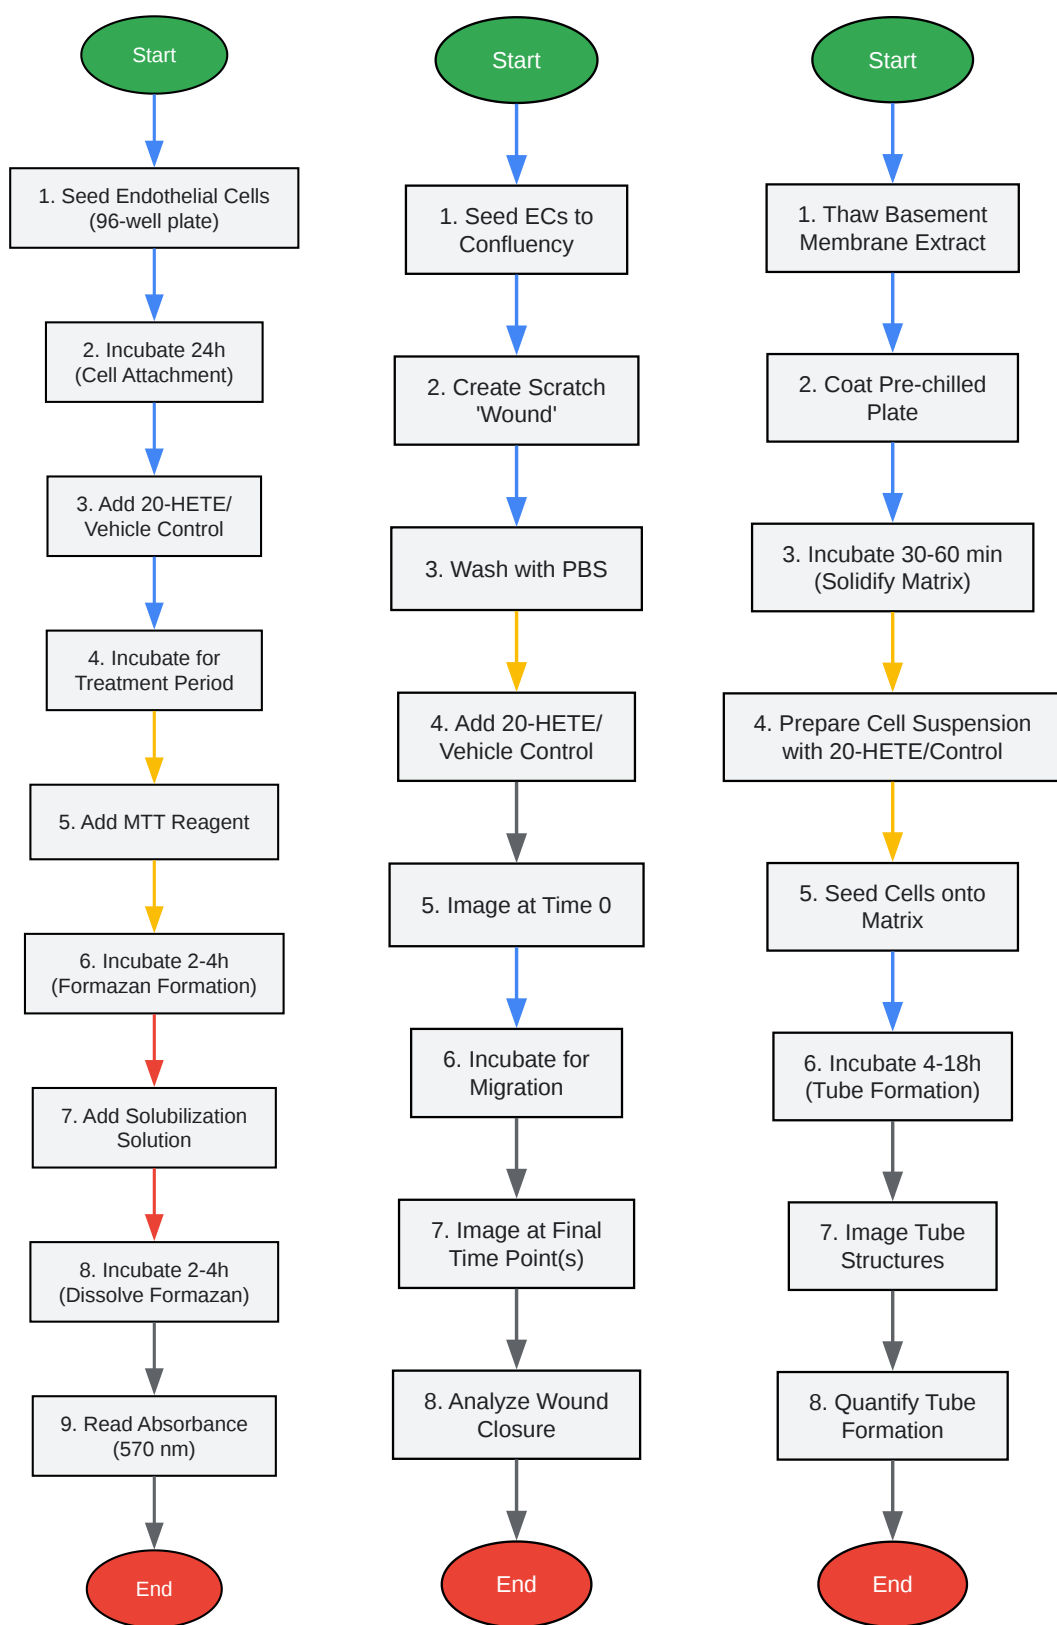 Start
1. Seed Endothelial Cells
(96-well plate)
2. Incubate 24h
(Cell Attachment)
3. Add 20-HETE/
Vehicle Control
4. Incubate for
Treatment Period
5. Add MTT Reagent
6. Incubate 2-4h
(Formazan Formation)
7. Add Solubilization
Solution
8. Incubate 2-4h
(Dissolve Formazan)
9. Read Absorbance
(570 nm)
End
Start
1. Seed ECs to
Confluency
2. Create Scratch
'Wound'
3. Wash with PBS
4. Add 20-HETE/
Vehicle Control
5. Image at Time 0
6. Incubate for
Migration
7. Image at Final
Time Point(s)
8. Analyze Wound
Closure
End
Start
1. Thaw Basement
Membrane Extract
2. Coat Pre-chilled
Plate
3. Incubate 30-60 min
(Solidify Matrix)
4. Prepare Cell Suspension
with 20-HETE/Control
5. Seed Cells onto
Matrix
6. Incubate 4-18h
(Tube Formation)
7. Image Tube
Structures
8. Quantify Tube
Formation
End